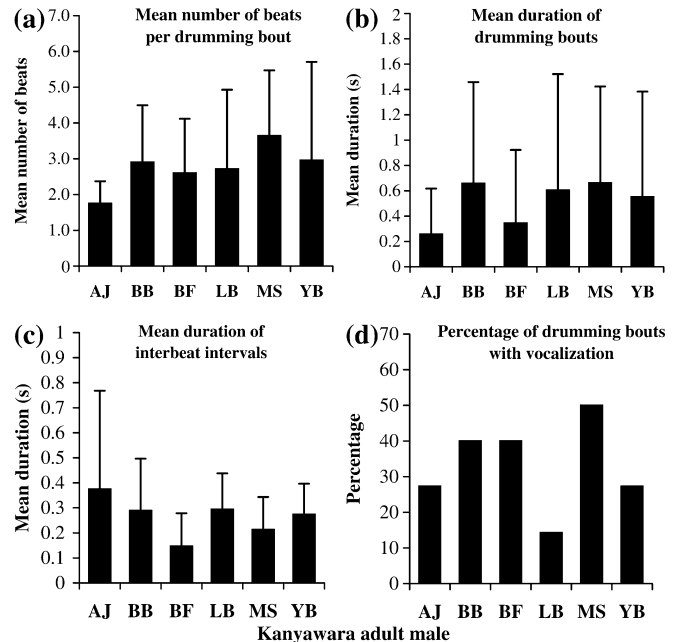 (a)
Mean number of beats
per drumming bout
Mean number of beats
7.0
6.0
5.0
4.0
3.0
2.0
1.0
0
AJ BB BF LB MS YB
(b)
Mean duration of
drumming bouts
Mean duration (s)
2
1.8
1.6
1.4
1.2
1
0.8
0.6
0.4
0.2
0
AJ BB BF LB MS YB
(c)
Mean duration of
interbeat intervals
Mean duration (s)
1
0.9
0.8
0.7
0.6
0.5
0.4
0.3
0.2
0.1
0
AJ BB BF LB MS YB
(d)
Percentage of drumming bouts
with vocalization
Percentage
70
60
50
40
30
20
10
0
AJ BB BF LB MS YB
Kanyawara adult male